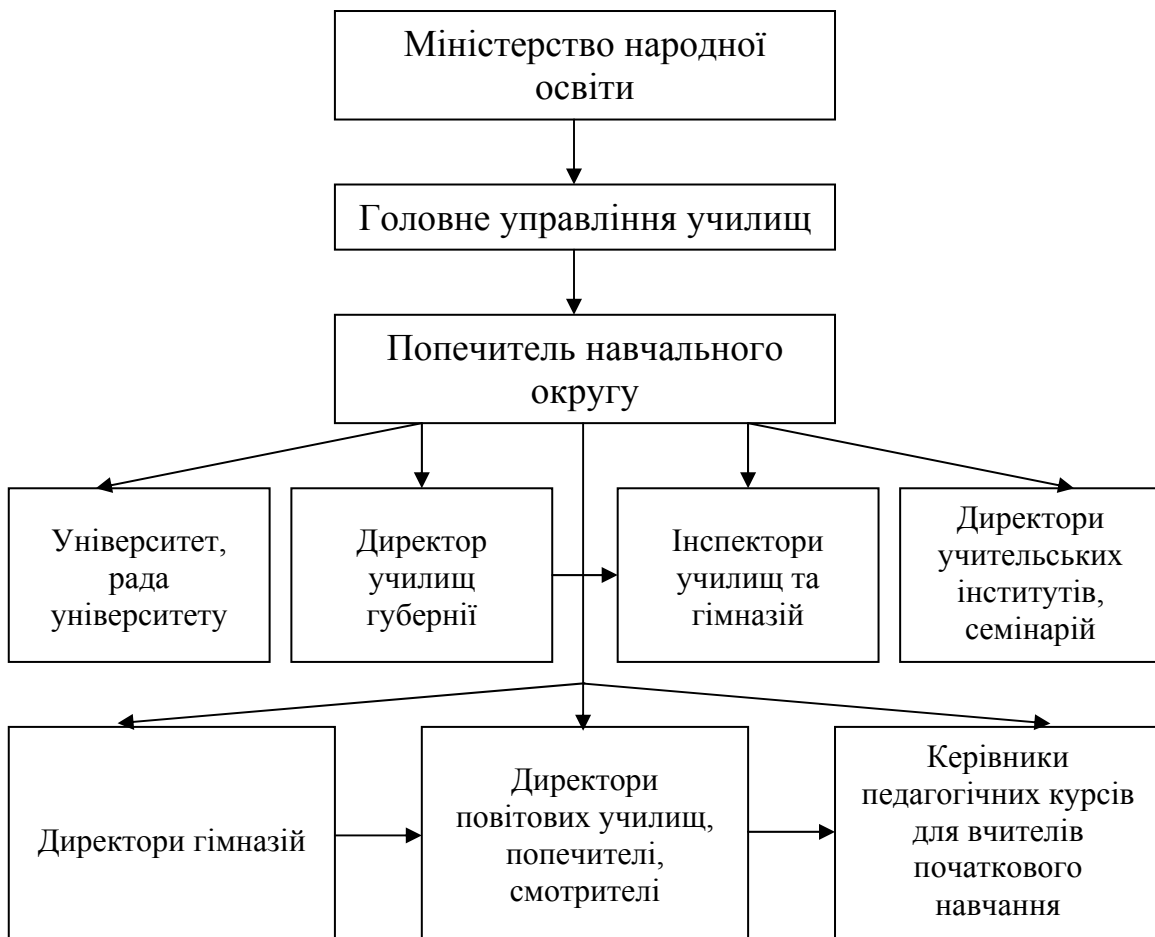 Міністерство народної
освіти
Головне управління училищ
Попечитель навчального
округу
Університет,
рада
університету
Директор
училищ
губернії
Інспектори
училищ та
гімназій
Директори
учительських
інститутів,
семінарій
Директори гімназій
Директори
повітових училищ,
попечителі,
смотрителі
Керівники
педагогічних курсів
для вчителів
початкового
навчання